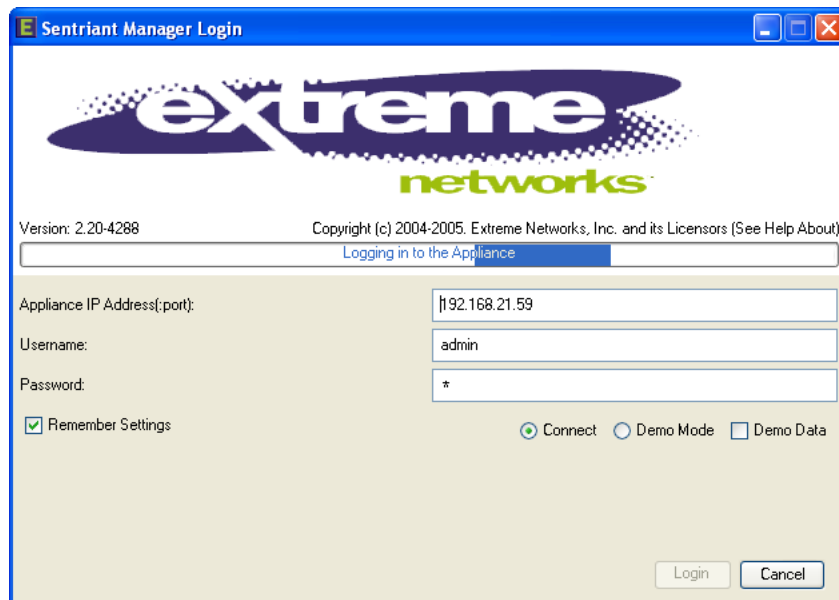 E Sentriant Manager Login
extreme
networks
Version: 2.20-4288 Copyright (c) 2004-2005. Extreme Networks, Inc. and its Licensors (See Help About)
Logging in to the Appliance
Appliance IP Address(:port): 192.168.21.59
Username: admin
Password: *
Remember Settings Connect Demo Mode Demo Data
Login Cancel